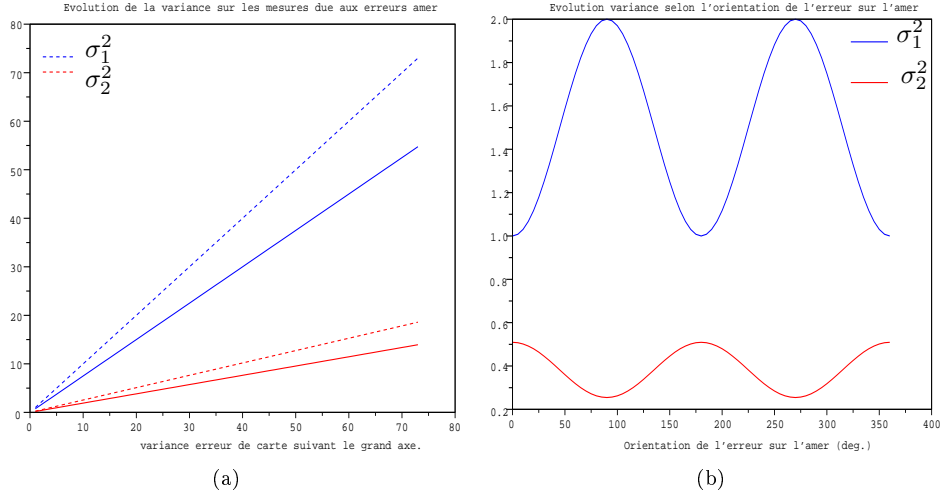 Evolution de la variance sur les mesures due aux erreurs amer
80
70
60
50
40
30
20
10
0
σ₁²
σ₂²
0 10 20 30 40 50 60 70 80
variance erreur de carte suivant le grand axe.
(a)
Evolution variance selon l'orientation de l'erreur sur l'amer
2.0
1.8
1.6
1.4
1.2
1.0
0.8
0.6
0.4
0.2
σ₁²
σ₂²
0 50 100 150 200 250 300 350 400
Orientation de l'erreur sur l'amer (deg.)
(b)